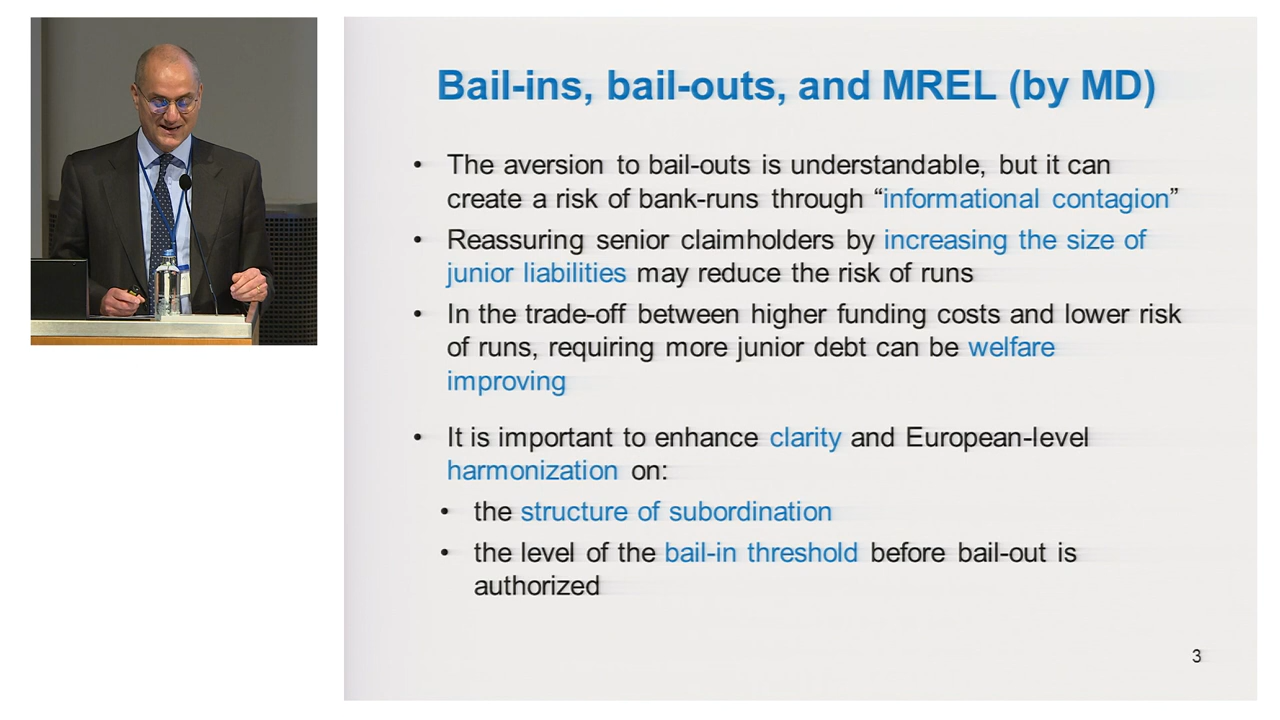 Bail-ins, bail-outs, and MREL (by MD)
• The aversion to bail-outs is understandable, but it can
create a risk of bank-runs through “informational contagion”
• Reassuring senior claimholders by increasing the size of
junior liabilities may reduce the risk of runs
• In the trade-off between higher funding costs and lower risk
of runs, requiring more junior debt can be welfare
improving
• It is important to enhance clarity and European-level
harmonization on:
• the structure of subordination
• the level of the bail-in threshold before bail-out is
authorized
3